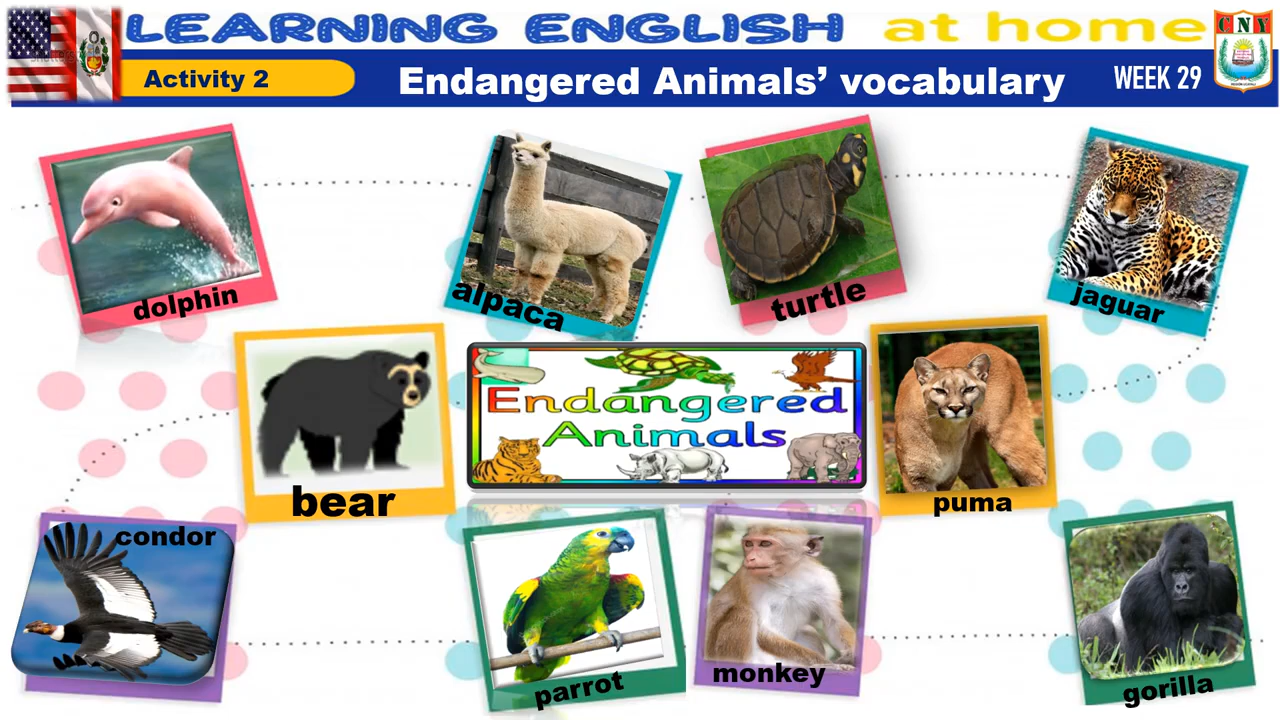 LEARNING ENGLISH at home
CNV
Activity 2
Endangered Animals’ vocabulary
WEEK 29
dolphin
alpaca
turtle
jaguar
bear
Endangered
Animals
puma
condor
parrot
monkey
gorilla